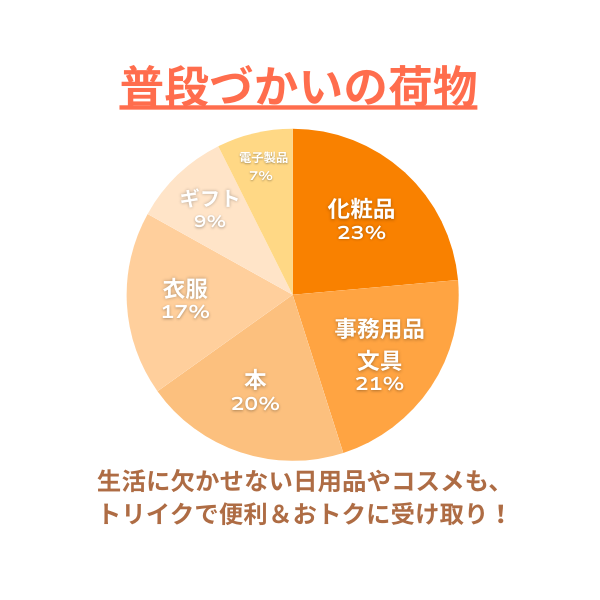 普段づかいの荷物
電子製品
7%
化粧品
23%
ギフト
9%
衣服
17%
事務用品
文具
21%
本
20%
生活に欠かせない日用品やコスメも、
トリイクで便利＆おトクに受け取り！